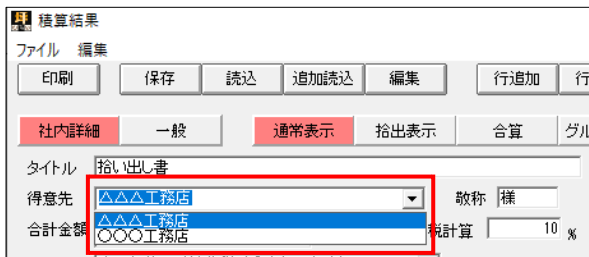 積算結果
ファイル 編集
印刷 保存 読込 追加読込 編集 行追加 行
社内詳細 一般 通常表示 拾出表示 合算 グル
タイトル 拾い出し書
得意先 △△△工務店 敬称 様
△△△工務店
合計金額 〇〇〇工務店 税計算 10 %